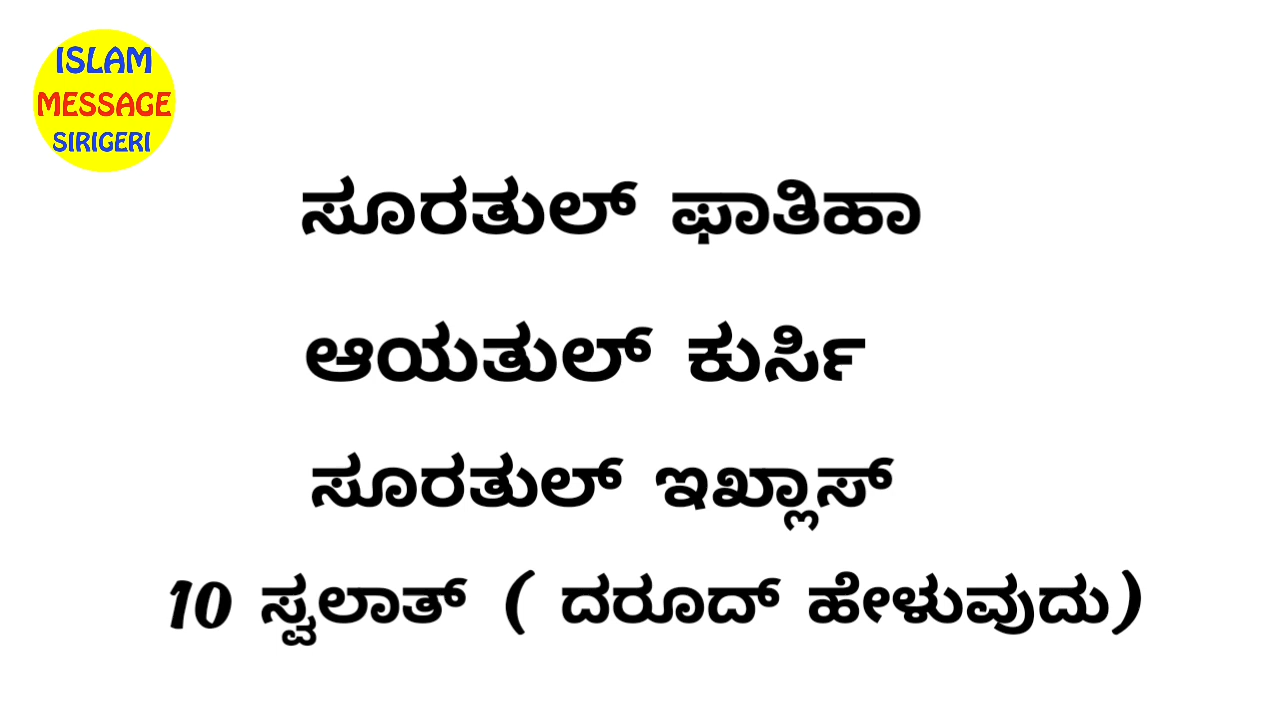 ISLAM
MESSAGE
SIRIGERI
ಸೂರತುಲ್ ಫಾತಿಹಾ
ಆಯತುಲ್ ಕುರ್ಸಿ
ಸೂರತುಲ್ ಇಖ್ಲಾಸ್
10 ಸ್ವಲಾತ್ ( ದರೂದ್ ಹೇಳುವುದು)